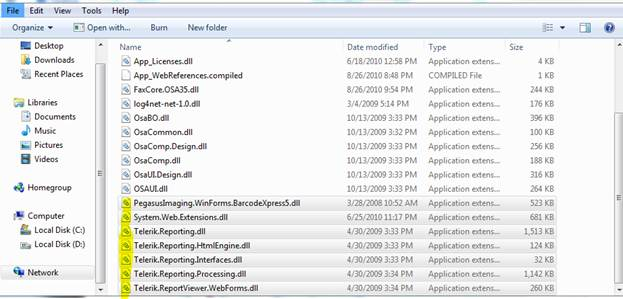 File Edit View Tools Help
Organize Open with... Burn New folder
Name Date modified Type Size
Desktop
Downloads
Recent Places
Libraries
Documents
Music
Pictures
Videos
Homegroup
Computer
Local Disk (C:)
Local Disk (D:)
Network
App_Licenses.dll 6/18/2010 12:58 PM Application extens... 4 KB
App_WebReferences.compiled 8/26/2010 8:48 PM COMPILED File 1 KB
FaxCore.OSA35.dll 8/26/2010 9:54 PM Application extens... 244 KB
log4net-net-1.0.dll 3/4/2009 5:14 PM Application extens... 176 KB
OsaBO.dll 10/13/2009 3:33 PM Application extens... 396 KB
OsaCommon.dll 10/13/2009 3:32 PM Application extens... 100 KB
OsaComp.Design.dll 10/13/2009 3:33 PM Application extens... 256 KB
OsaComp.dll 10/13/2009 3:33 PM Application extens... 188 KB
OsaUI.Design.dll 10/13/2009 3:33 PM Application extens... 316 KB
OSAUI.dll 10/13/2009 3:33 PM Application extens... 264 KB
PegasusImaging.WinForms.BarcodeXpress5.dll 3/28/2008 10:52 AM Application extens... 523 KB
System.Web.Extensions.dll 6/25/2010 11:17 PM Application extens... 681 KB
Telerik.Reporting.dll 4/30/2009 3:33 PM Application extens... 1,513 KB
Telerik.Reporting.HtmlEngine.dll 4/30/2009 3:33 PM Application extens... 124 KB
Telerik.Reporting.Interfaces.dll 4/30/2009 3:33 PM Application extens... 32 KB
Telerik.Reporting.Processing.dll 4/30/2009 3:34 PM Application extens... 1,142 KB
Telerik.ReportViewer.WebForms.dll 4/30/2009 3:34 PM Application extens... 260 KB